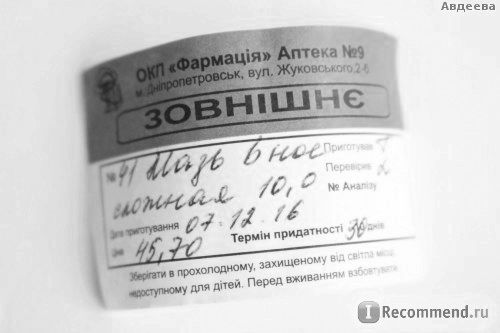 Авдеева
ОКП «Фармація» Аптека №9
м. Дніпропетровськ, вул. Жуковського,2-б
ЗОВНІШНЄ
№ 41 Мазь в нос Приготував
Перевірив
сложная 10,0 № Аналізу
Дата приготування 07.12.16
Ціна 45,70 Термін придатності 30 днів
Зберігати в прохолодному, захищеному від світла місці,
недоступному для дітей. Перед вживанням взбовтувати.
IRecommend.ru